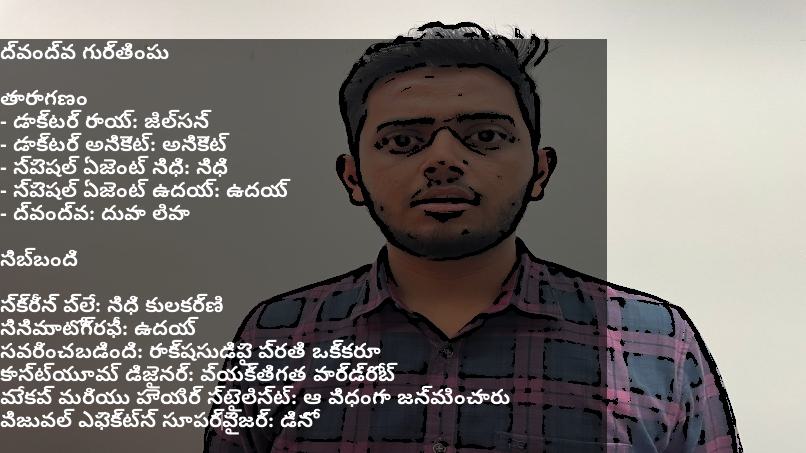 ద్‌వంద్‌వ గుర్‌తింపు
తారాగణం
- డాక్‌టర్ రాయ్: జిల్‌సన్
- డాక్‌టర్ అనికెట్: అనికెట్
- స్‌పెషల్ ఏజెంట్ నిధి: నిధి
- స్‌పెషల్ ఏజెంట్ ఉదయ్: ఉదయ్
- ద్‌వంద్‌వ: దువా లిపా
సిబ్‌బంది
స్‌క్‌రీన్ ప్‌లే: నిధి కులకర్‌ణి
సినిమాటోగ్‌రఫీ: ఉదయ్
సవరించబడింది: రాక్‌షసుడిపై ప్‌రతి ఒక్‌కరూ
కాస్‌ట్‌యూమ్ డిజైనర్: వ్‌యక్‌తిగత వార్‌డ్‌రోబ్
మేకప్ మరియు హెయిర్ స్‌టైలిస్‌ట్: ఆ విధంగా జన్‌మించారు
విజువల్ ఎఫెక్‌ట్‌స్ సూపర్‌వైజర్: డినో